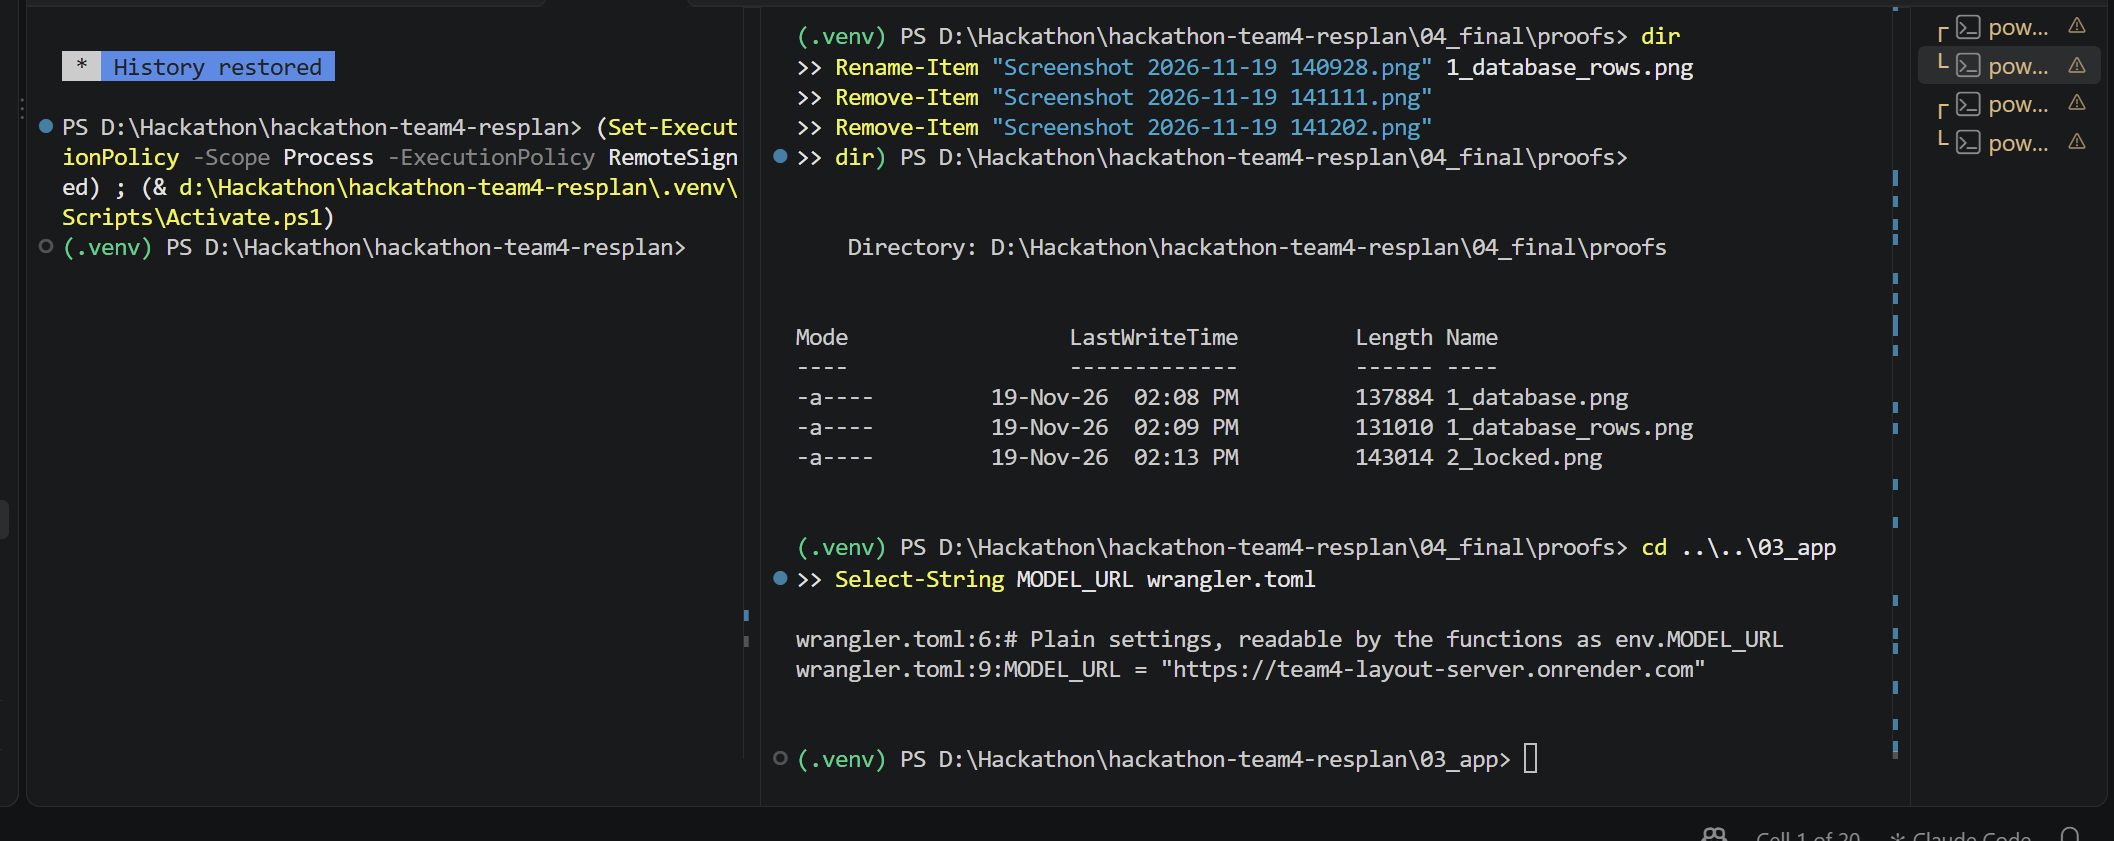 * History restored
PS D:\Hackathon\hackathon-team4-resplan> (Set-Execut
ionPolicy -Scope Process -ExecutionPolicy RemoteSign
ed) ; (& d:\Hackathon\hackathon-team4-resplan\.venv\
Scripts\Activate.ps1)
(.venv) PS D:\Hackathon\hackathon-team4-resplan>
(.venv) PS D:\Hackathon\hackathon-team4-resplan\04_final\proofs> dir
>> Rename-Item "Screenshot 2026-11-19 140928.png" 1_database_rows.png
>> Remove-Item "Screenshot 2026-11-19 141111.png"
>> Remove-Item "Screenshot 2026-11-19 141202.png"
>> dir) PS D:\Hackathon\hackathon-team4-resplan\04_final\proofs>
Directory: D:\Hackathon\hackathon-team4-resplan\04_final\proofs
Mode LastWriteTime Length Name
---- ------------- ------ ----
-a---- 19-Nov-26 02:08 PM 137884 1_database.png
-a---- 19-Nov-26 02:09 PM 131010 1_database_rows.png
-a---- 19-Nov-26 02:13 PM 143014 2_locked.png
(.venv) PS D:\Hackathon\hackathon-team4-resplan\04_final\proofs> cd ..\..\03_app
>> Select-String MODEL_URL wrangler.toml
wrangler.toml:6:# Plain settings, readable by the functions as env.MODEL_URL
wrangler.toml:9:MODEL_URL = "https://team4-layout-server.onrender.com"
(.venv) PS D:\Hackathon\hackathon-team4-resplan\03_app>
pow...
pow...
pow...
pow...
Cell 1 of 20
Claude Code